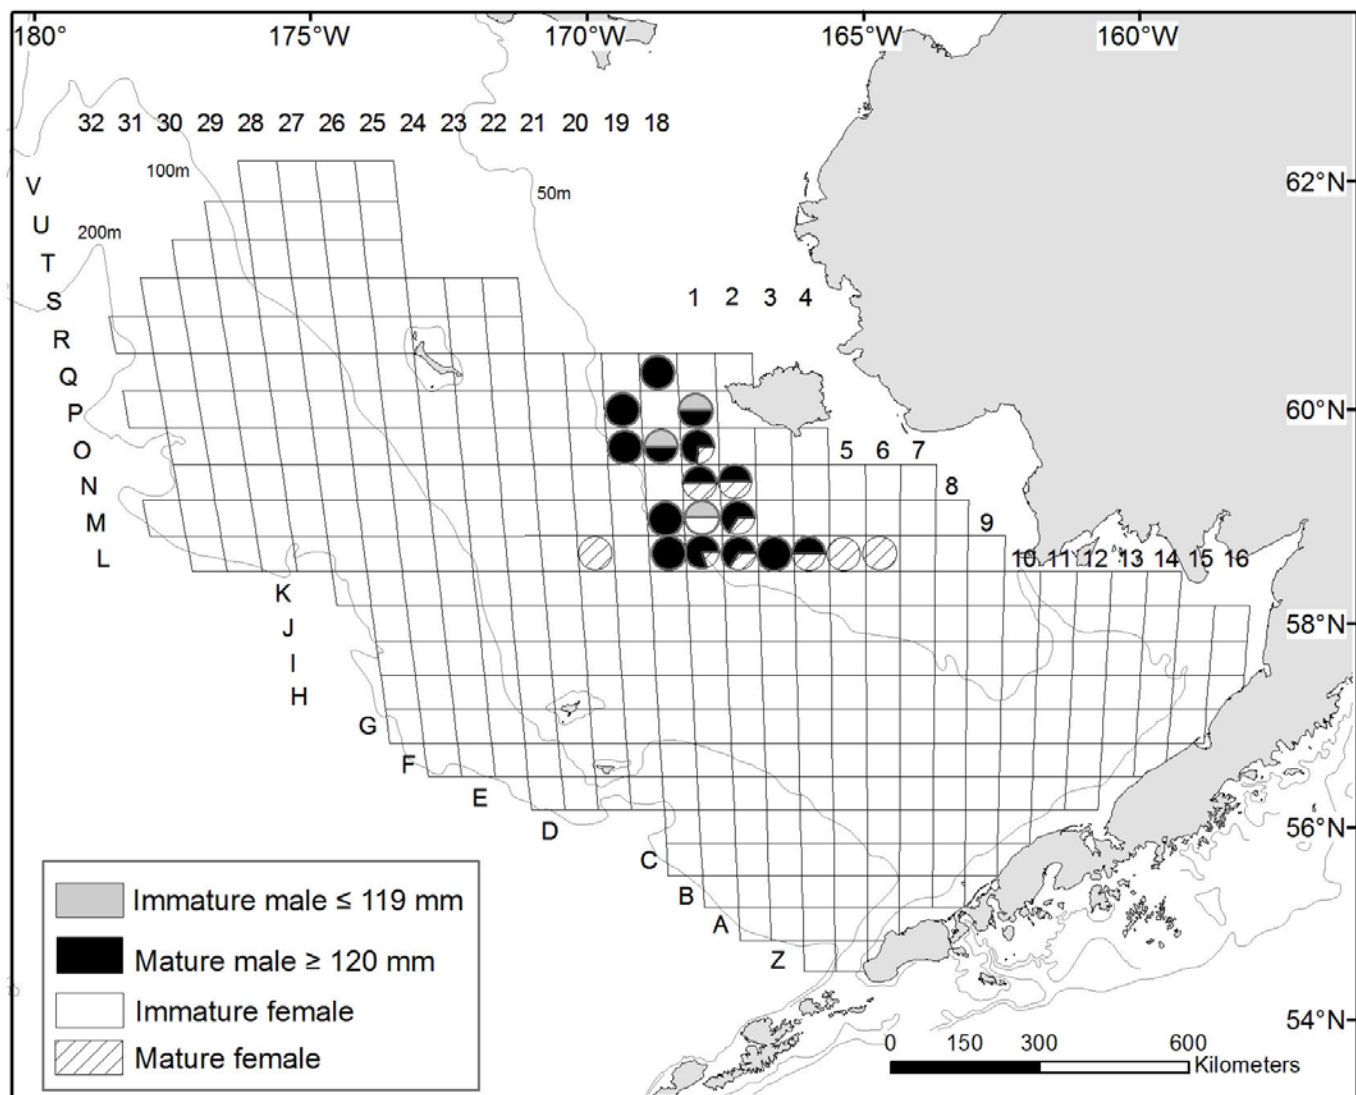 180° 175°W 170°W 165°W 160°W
32 31 30 29 28 27 26 25 24 23 22 21 20 19 18
100m
62°N
V
50m
U
200m
T
S
1 2 3 4
R
Q
P
60°N
O
5 6 7
N
8
M
9
L
10 11 12 13 14 15 16
K
J
58°N
I
H
G
F
E
D
56°N
C
B
A
Z
Immature male ≤ 119 mm
Mature male ≥ 120 mm
Immature female
Mature female
54°N
0 150 300 600
Kilometers